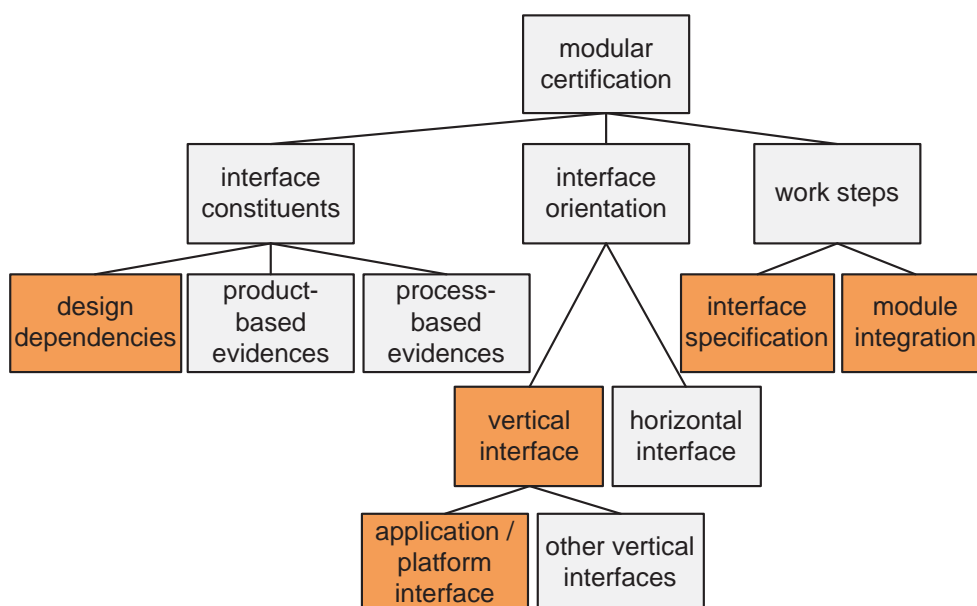 modular
certification
interface
constituents
interface
orientation
work steps
design
dependencies
product-
based
evidences
process-
based
evidences
interface
specification
module
integration
vertical
interface
horizontal
interface
application /
platform
interface
other vertical
interfaces